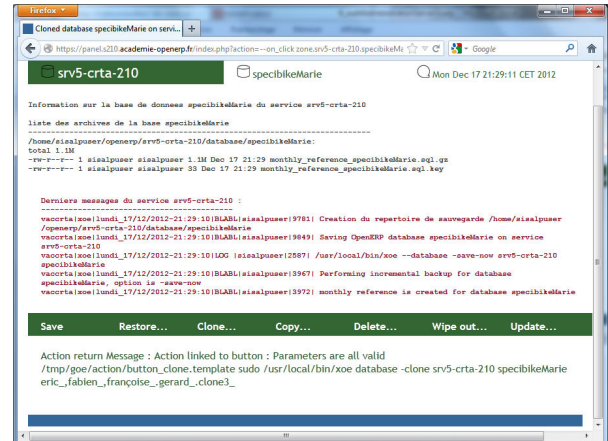 Firefox
Cloned database specibikeMarie on servi...
https://panel.s210.academie-openerp.fr/index.php?action=--on_click zone.srv5-crta-210.specibikeMe
Google
srv5-crta-210
specibikeMarie
Mon Dec 17 21:29:11 CET 2012
Information sur la base de donnees specibikeMarie du service srv5-crta-210
liste des archives de la base specibikeMarie
/home/sisalpuser/openerp/srv5-crta-210/database/specibikeMarie:
total 1.1M
-rw-r--r-- 1 sisalpuser sisalpuser 1.1M Dec 17 21:29 monthly_reference_specibikeMarie.sql.gz
-rw-r--r-- 1 sisalpuser sisalpuser 33 Dec 17 21:29 monthly_reference_specibikeMarie.sql.key
Derniers messages du service srv5-crta-210 :
vaccrta|xoe|lundi_17/12/2012-21:29:10|BLABL|sisalpuser|9781| Creation du repertoire de sauvegarde /home/sisalpuser
/openerp/srv5-crta-210/database/specibikeMarie
vaccrta|xoe|lundi_17/12/2012-21:29:10|BLABL|sisalpuser|9849| Saving OpenERP database specibikeMarie on service
srv5-crta-210
vaccrta|xoe|lundi_17/12/2012-21:29:10|LOG |sisalpuser|2587| /usr/local/bin/xoe --database -save-now srv5-crta-210
specibikeMarie
vaccrta|xoe|lundi_17/12/2012-21:29:10|BLABL|sisalpuser|3967| Performing incremental backup for database
specibikeMarie, option is -save-now
vaccrta|xoe|lundi_17/12/2012-21:29:10|BLABL|sisalpuser|3972| monthly reference is created for database specibikeMarie
Save Restore... Clone... Copy... Delete... Wipe out... Update...
Action return Message : Action linked to button : Parameters are all valid
/tmp/goe/action/button_clone.template sudo /usr/local/bin/xoe database -clone srv5-crta-210 specibikeMarie
eric_,fabien_,françoise_.gerard_.clone3_